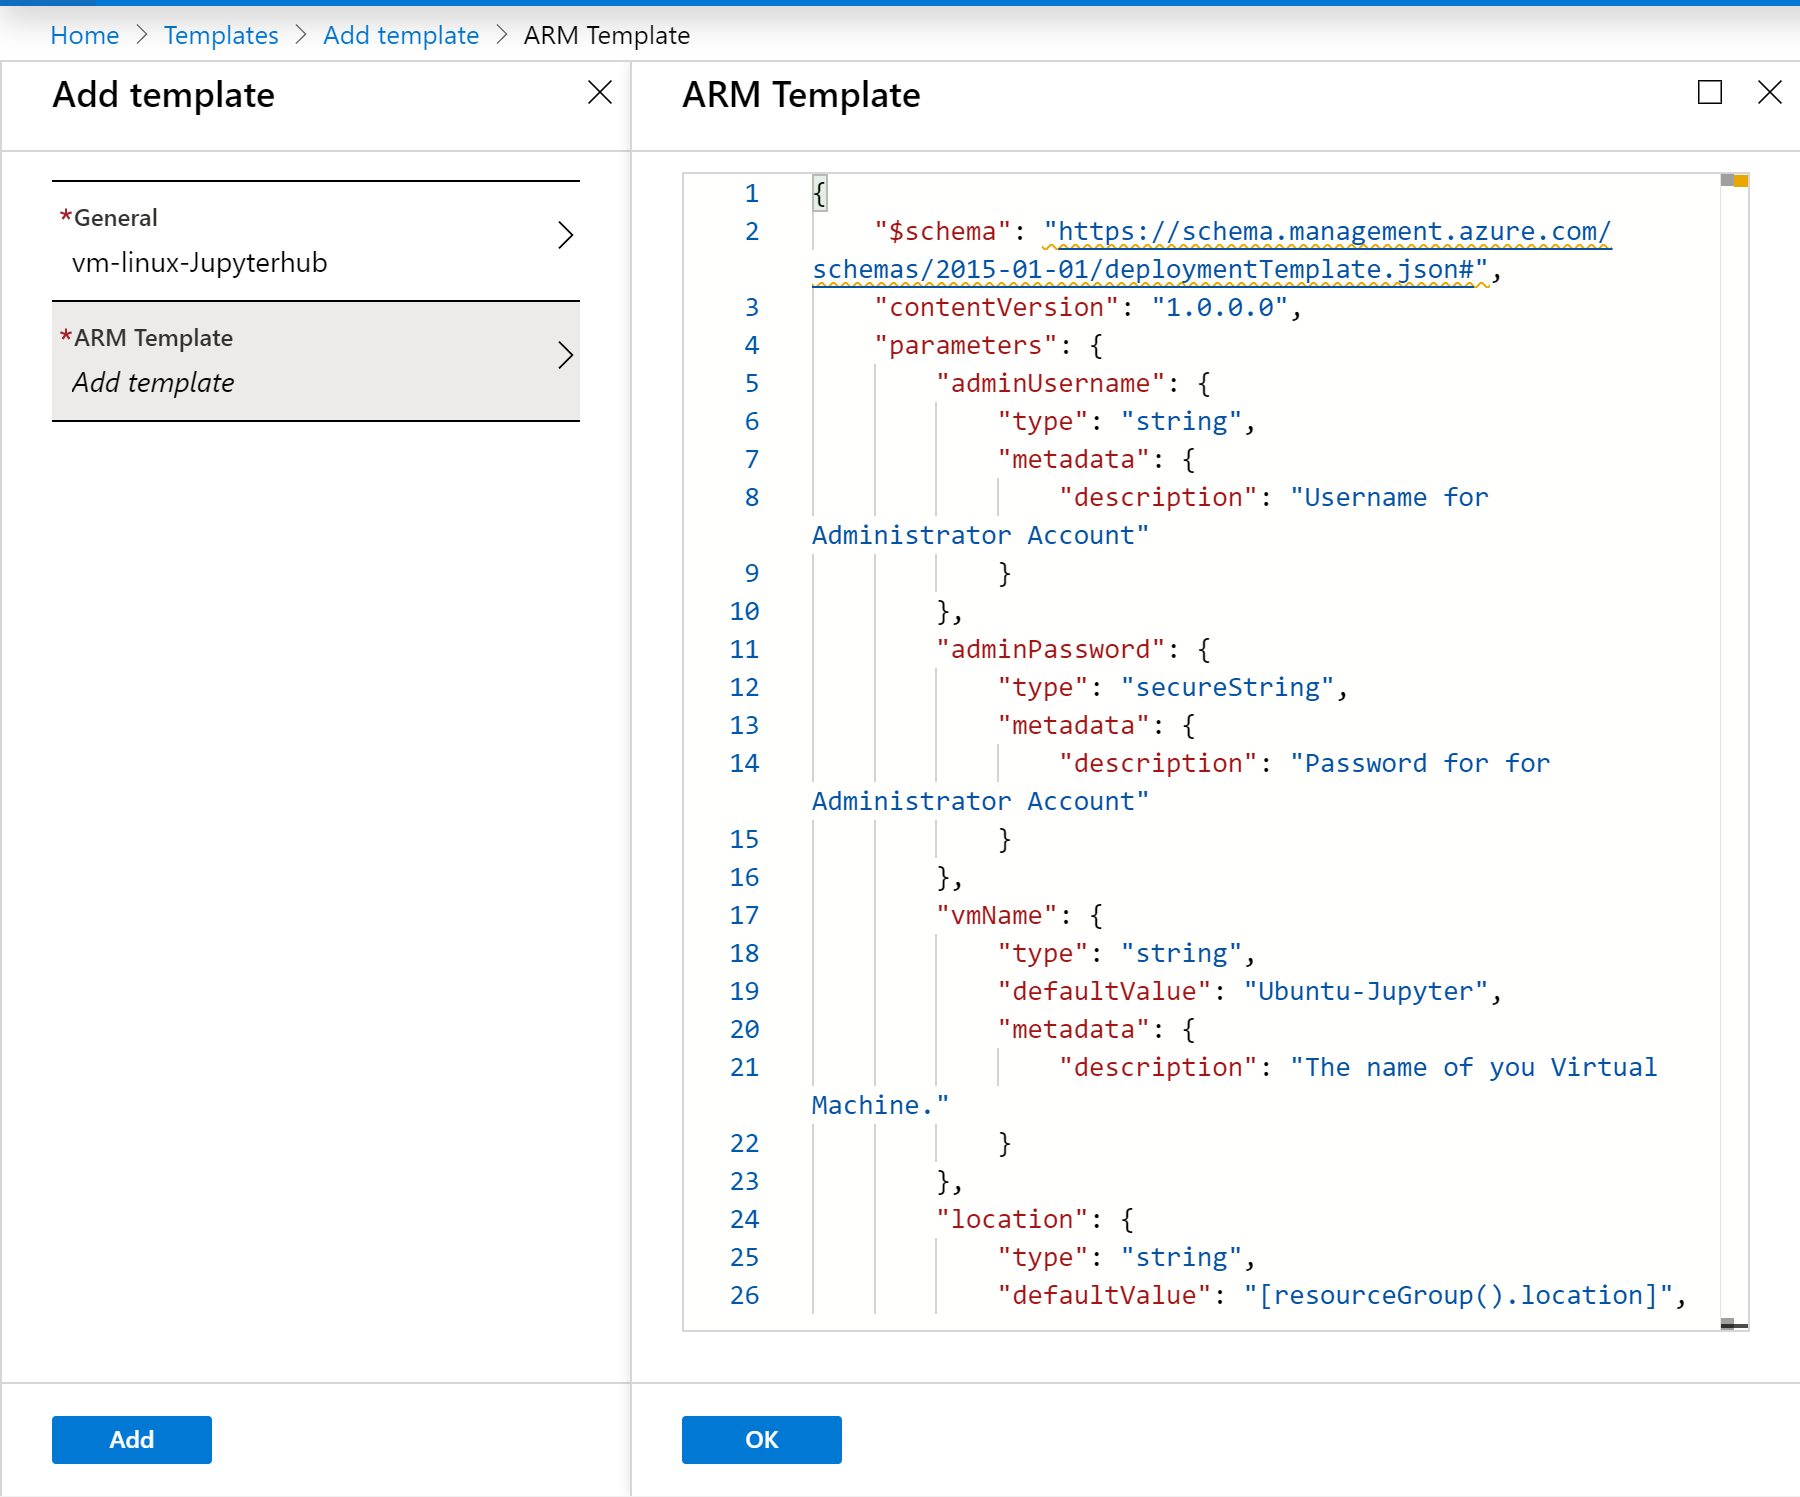 Home > Templates > Add template > ARM Template
Add template
*General
vm-linux-Jupyterhub
*ARM Template
Add template
Add
ARM Template
1 {
2 "$schema": "https://schema.management.azure.com/
schemas/2015-01-01/deploymentTemplate.json#",
3 "contentVersion": "1.0.0.0",
4 "parameters": {
5 "adminUsername": {
6 "type": "string",
7 "metadata": {
8 "description": "Username for
Administrator Account"
9 }
10 },
11 "adminPassword": {
12 "type": "secureString",
13 "metadata": {
14 "description": "Password for for
Administrator Account"
15 }
16 },
17 "vmName": {
18 "type": "string",
19 "defaultValue": "Ubuntu-Jupyter",
20 "metadata": {
21 "description": "The name of you Virtual
Machine."
22 }
23 },
24 "location": {
25 "type": "string",
26 "defaultValue": "[resourceGroup().location]",
OK